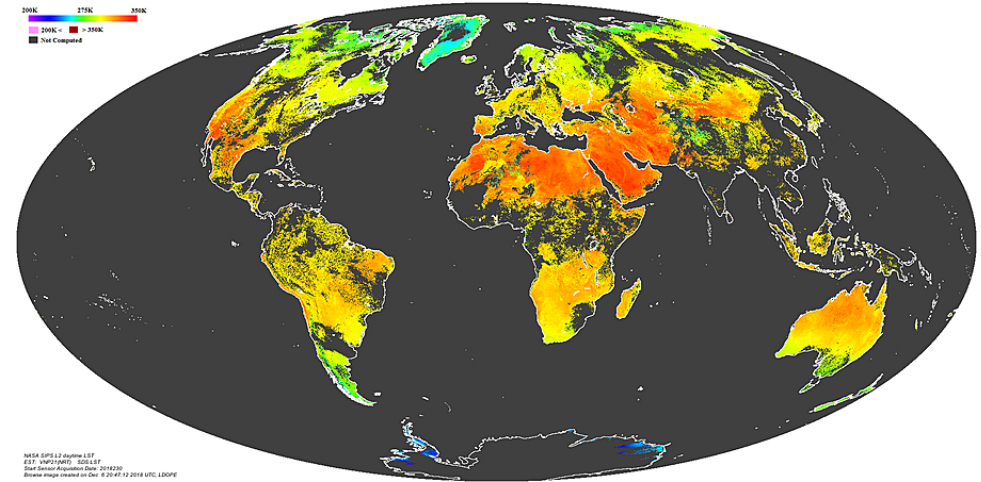 200K 275K 350K
200K < > 350K
Not Computed
NASA SIPS L2 daytime LST
EST: VNP21(NRT) SDS:LST
Start Sensor Acquisition Date: 2018230
Browse image created on Dec 6 20:47:12 2018 UTC, LDOPE